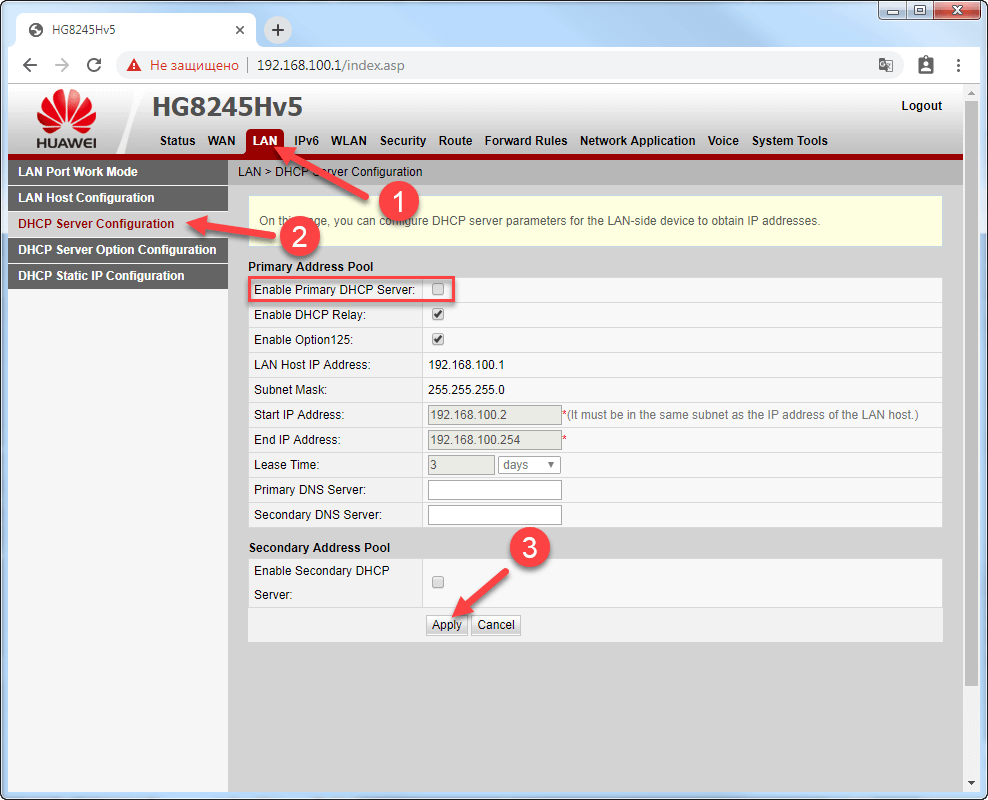 HG8245Hv5
Не защищено 192.168.100.1/index.asp
HUAWEI
HG8245Hv5
Logout
Status WAN LAN IPv6 WLAN Security Route Forward Rules Network Application Voice System Tools
LAN Port Work Mode
LAN Host Configuration
DHCP Server Configuration
DHCP Server Option Configuration
DHCP Static IP Configuration
LAN > DHCP Server Configuration
1
2
On this page, you can configure DHCP server parameters for the LAN-side device to obtain IP addresses.
Primary Address Pool
Enable Primary DHCP Server:
Enable DHCP Relay:
Enable Option125:
LAN Host IP Address: 192.168.100.1
Subnet Mask: 255.255.255.0
Start IP Address: 192.168.100.2 *(It must be in the same subnet as the IP address of the LAN host.)
End IP Address: 192.168.100.254 *
Lease Time: 3 days
Primary DNS Server:
Secondary DNS Server:
Secondary Address Pool
3
Enable Secondary DHCP
Server:
Apply Cancel